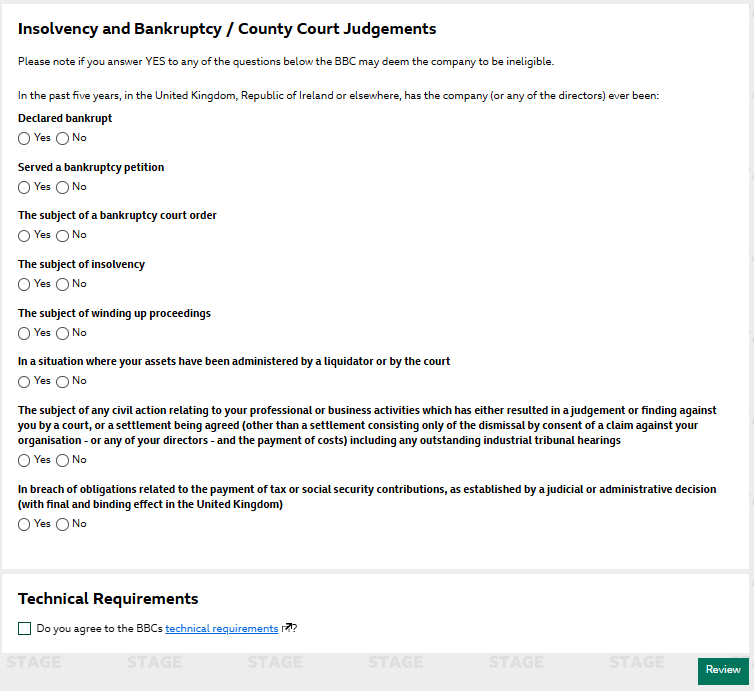 Insolvency and Bankruptcy / County Court Judgements
Please note if you answer YES to any of the questions below the BBC may deem the company to be ineligible.
In the past five years, in the United Kingdom, Republic of Ireland or elsewhere, has the company (or any of the directors) ever been:
Declared bankrupt
Yes No
Served a bankruptcy petition
Yes No
The subject of a bankruptcy court order
Yes No
The subject of insolvency
Yes No
The subject of winding up proceedings
Yes No
In a situation where your assets have been administered by a liquidator or by the court
Yes No
The subject of any civil action relating to your professional or business activities which has either resulted in a judgement or finding against
you by a court, or a settlement being agreed (other than a settlement consisting only of the dismissal by consent of a claim against your
organisation - or any of your directors - and the payment of costs) including any outstanding industrial tribunal hearings
Yes No
In breach of obligations related to the payment of tax or social security contributions, as established by a judicial or administrative decision
(with final and binding effect in the United Kingdom)
Yes No
Technical Requirements
Do you agree to the BBCs technical requirements ?
STAGE STAGE STAGE STAGE STAGE STAGE
Review